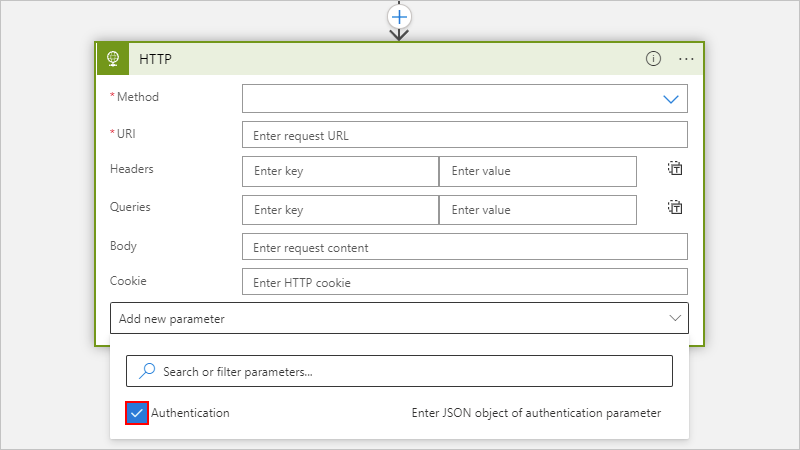 HTTP
* Method
* URI Enter request URL
Headers Enter key Enter value
Queries Enter key Enter value
Body Enter request content
Cookie Enter HTTP cookie
Add new parameter
Search or filter parameters...
Authentication Enter JSON object of authentication parameter